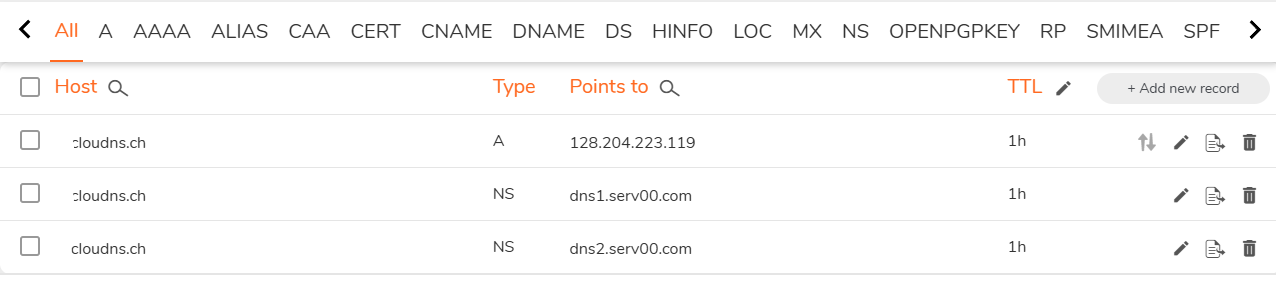 All A AAAA ALIAS CAA CERT CNAME DNAME DS HINFO LOC MX NS OPENPGPKEY RP SMIMEA SPF
Host Type Points to TTL + Add new record
cloudns.ch A 128.204.223.119 1h
cloudns.ch NS dns1.serv00.com 1h
cloudns.ch NS dns2.serv00.com 1h